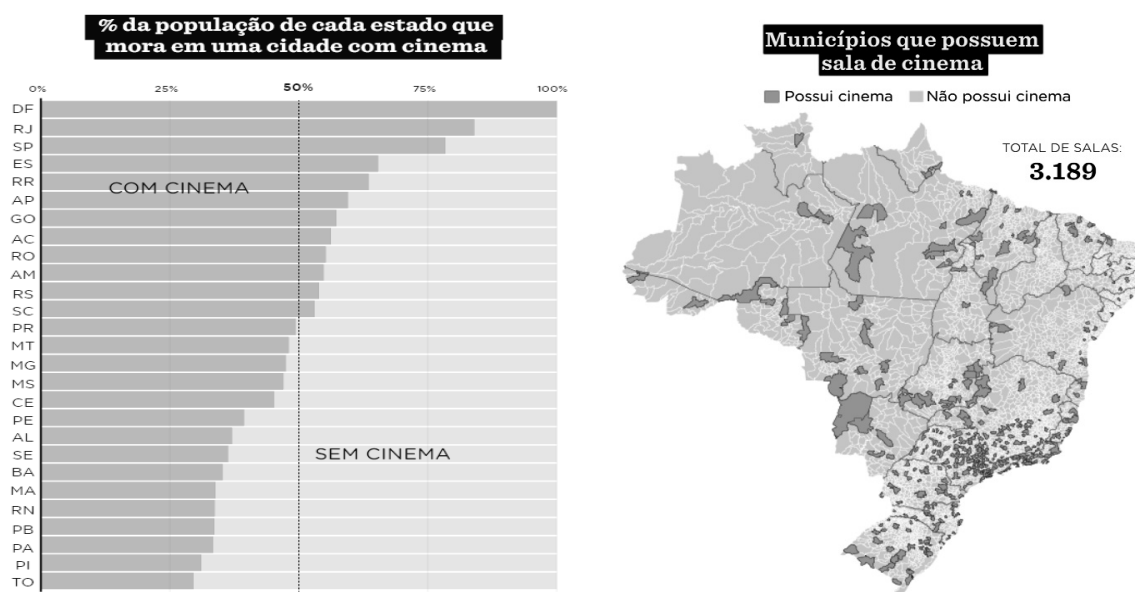 % da população de cada estado que
mora em uma cidade com cinema
0%
25%
50%
75%
100%
DF
RJ
SP
ES
RR
AP
GO
AC
RO
AM
RS
SC
PR
MT
MG
MS
CE
PE
AL
SE
BA
MA
RN
PB
PA
PI
TO
COM CINEMA
SEM CINEMA
Municípios que possuem
sala de cinema
Possui cinema
Não possui cinema
TOTAL DE SALAS:
3.189